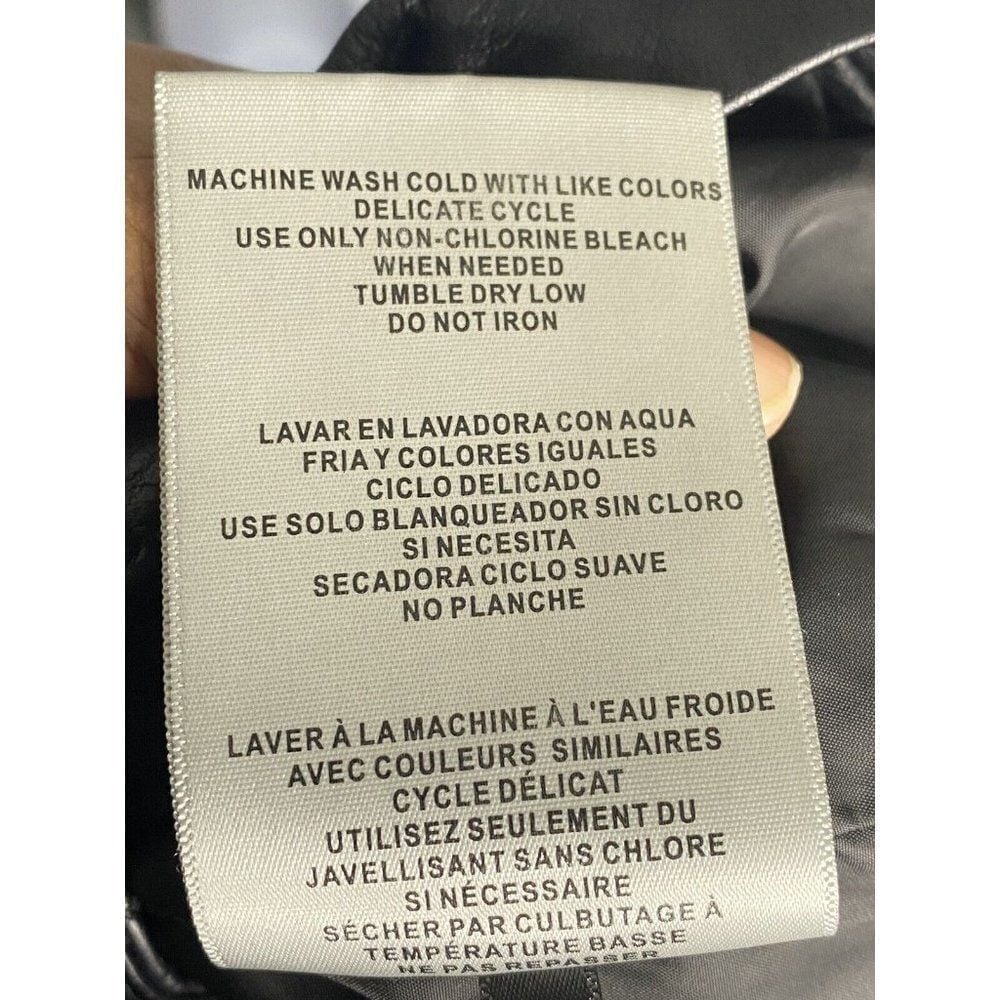 MACHINE WASH COLD WITH LIKE COLORS
DELICATE CYCLE
USE ONLY NON-CHLORINE BLEACH
WHEN NEEDED
TUMBLE DRY LOW
DO NOT IRON
LAVAR EN LAVADORA CON AQUA
FRIA Y COLORES IGUALES
CICLO DELICADO
USE SOLO BLANQUEADOR SIN CLORO
SI NECESITA
SECADORA CICLO SUAVE
NO PLANCHE
LAVER À LA MACHINE À L'EAU FROIDE
AVEC COULEURS SIMILAIRES
CYCLE DÉLICAT
UTILISEZ SEULEMENT DU
JAVELLISANT SANS CHLORE
SI NÉCESSAIRE
SÉCHER PAR CULBUTAGE À
TEMPÉRATURE BASSE
NE PAS REPASSER